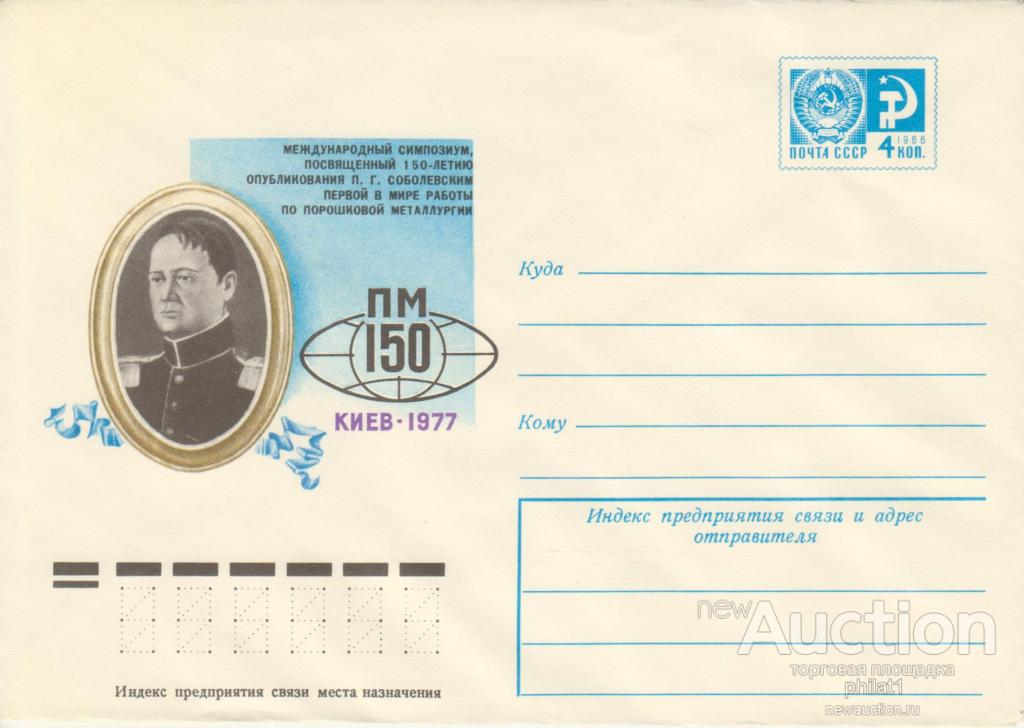 ПОЧТА СССР
1966
4 КОП.
МЕЖДУНАРОДНЫЙ СИМПОЗИУМ,
ПОСВЯЩЕННЫЙ 150-ЛЕТИЮ
ОПУБЛИКОВАНИЯ П. Г. СОБОЛЕВСКИМ
ПЕРВОЙ В МИРЕ РАБОТЫ
ПО ПОРОШКОВОЙ МЕТАЛЛУРГИИ
ПМ
150
КИЕВ·1977
Куда
Кому
Индекс предприятия связи и адрес
отправителя
Индекс предприятия связи места назначения
newAuction
торговая площадка
philat1
newauction.ru